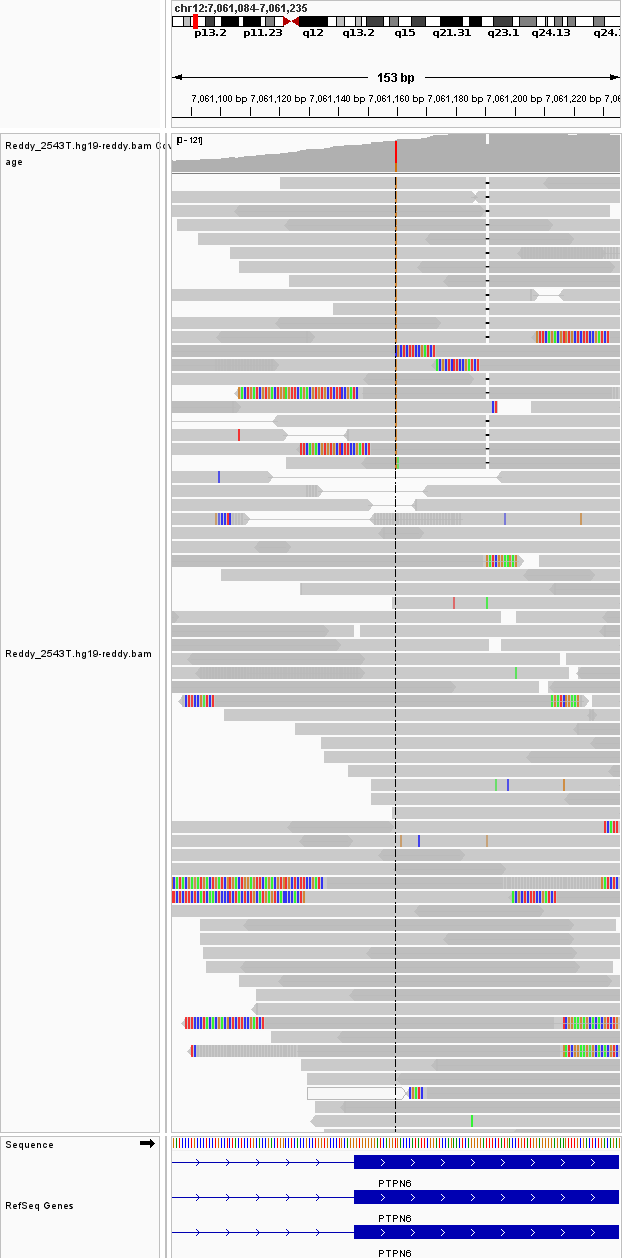 chr12:7,061,084-7,061,235
p13.2 p11.23 q12 q13.2 q15 q21.31 q23.1 q24.13
153 bp
7,061,100 bp 7,061,120 bp 7,061,140 bp 7,061,160 bp 7,061,180 bp 7,061,200 bp 7,061,220 bp
Reddy_2543T.hg19-reddy.bam
age
[0 - 121]
Reddy_2543T.hg19-reddy.bam
Sequence
PTPN6
RefSeq Genes
PTPN6
PTPN6